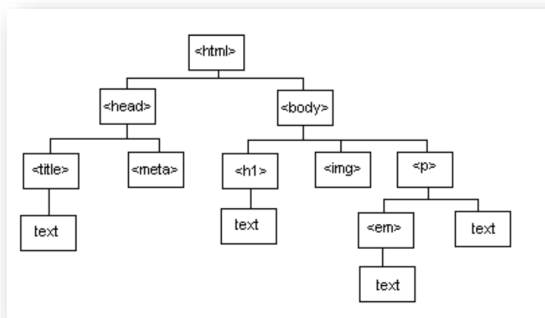 <html>
<head>
<body>
<title>
<meta>
<h1>
<img>
<p>
text
text
<em>
text
text